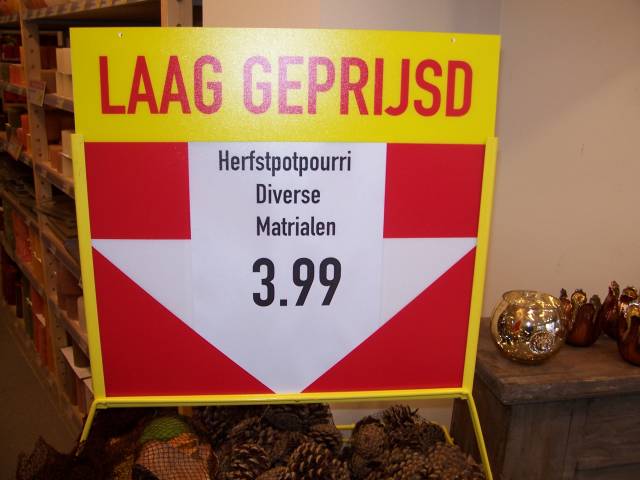 LAAG GEPRIJSD
Herfstpotpourri
Diverse
Matrialen
3.99